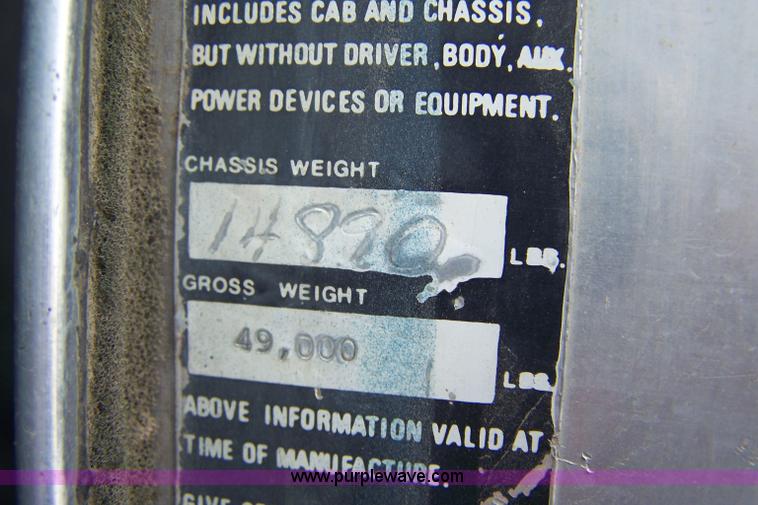 INCLUDES CAB AND CHASSIS,
BUT WITHOUT DRIVER, BODY, AUX.
POWER DEVICES OR EQUIPMENT.
CHASSIS WEIGHT
14890 LBS.
GROSS WEIGHT
49,000 LBS.
ABOVE INFORMATION VALID AT
TIME OF MANUFACTURE.
www.purplewave.com